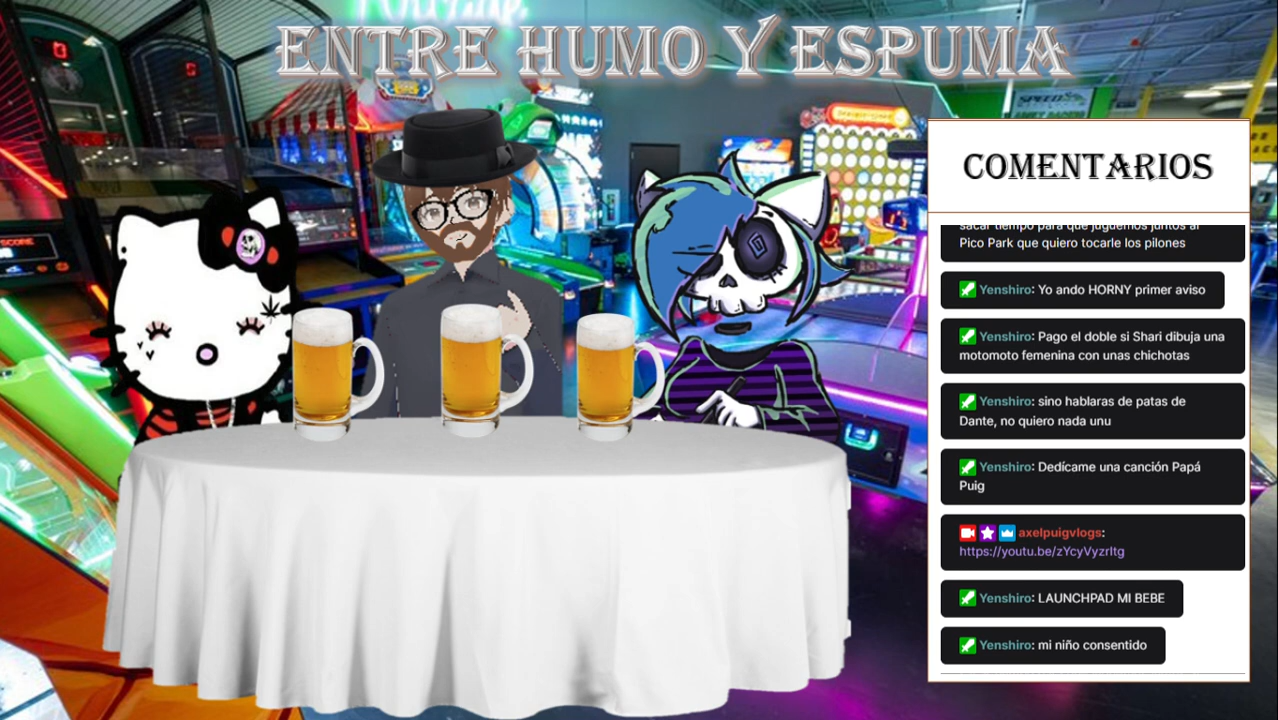 ENTRE HUMO Y ESPUMA
SPEED
SCORE
COMENTARIOS
sacar tiempo para que juguemos juntos al
Pico Park que quiero tocarle los pilones
Yenshiro: Yo ando HORNY primer aviso
Yenshiro: Pago el doble si Shari dibuja una
motomoto femenina con unas chichotas
Yenshiro: sino hablaras de patas de
Dante, no quiero nada unu
Yenshiro: Dedícame una canción Papá
Puig
axelpuigvlogs:
https://youtu.be/zYcyVyzrltg
Yenshiro: LAUNCHPAD MI BEBE
Yenshiro: mi niño consentido